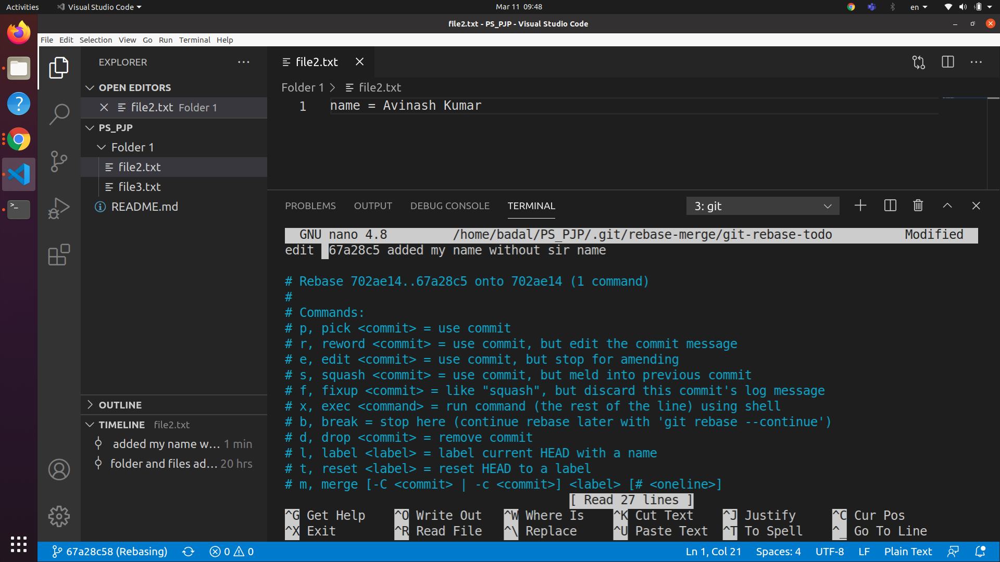 Activities
Visual Studio Code
Mar 11 09:48
en
file2.txt - PS_PJP - Visual Studio Code
File Edit Selection View Go Run Terminal Help
EXPLORER
OPEN EDITORS
file2.txt Folder 1
PS_PJP
Folder 1
file2.txt
file3.txt
README.md
OUTLINE
TIMELINE file2.txt
added my name w... 1 min
folder and files ad... 20 hrs
file2.txt
Folder 1 > file2.txt
1 name = Avinash Kumar
PROBLEMS OUTPUT DEBUG CONSOLE TERMINAL
3: git
GNU nano 4.8 /home/badal/PS_PJP/.git/rebase-merge/git-rebase-todo Modified
edit 67a28c5 added my name without sir name
# Rebase 702ae14..67a28c5 onto 702ae14 (1 command)
#
# Commands:
# p, pick <commit> = use commit
# r, reword <commit> = use commit, but edit the commit message
# e, edit <commit> = use commit, but stop for amending
# s, squash <commit> = use commit, but meld into previous commit
# f, fixup <commit> = like "squash", but discard this commit's log message
# x, exec <command> = run command (the rest of the line) using shell
# b, break = stop here (continue rebase later with 'git rebase --continue')
# d, drop <commit> = remove commit
# l, label <label> = label current HEAD with a name
# t, reset <label> = reset HEAD to a label
# m, merge [-C <commit> | -c <commit>] <label> [# <oneline>]
[ Read 27 lines ]
^G Get Help ^O Write Out ^W Where Is ^K Cut Text ^J Justify ^C Cur Pos
^X Exit ^R Read File ^\ Replace ^U Paste Text ^T To Spell ^_ Go To Line
67a28c58 (Rebasing) 0 0
Ln 1, Col 21 Spaces: 4 UTF-8 LF Plain Text